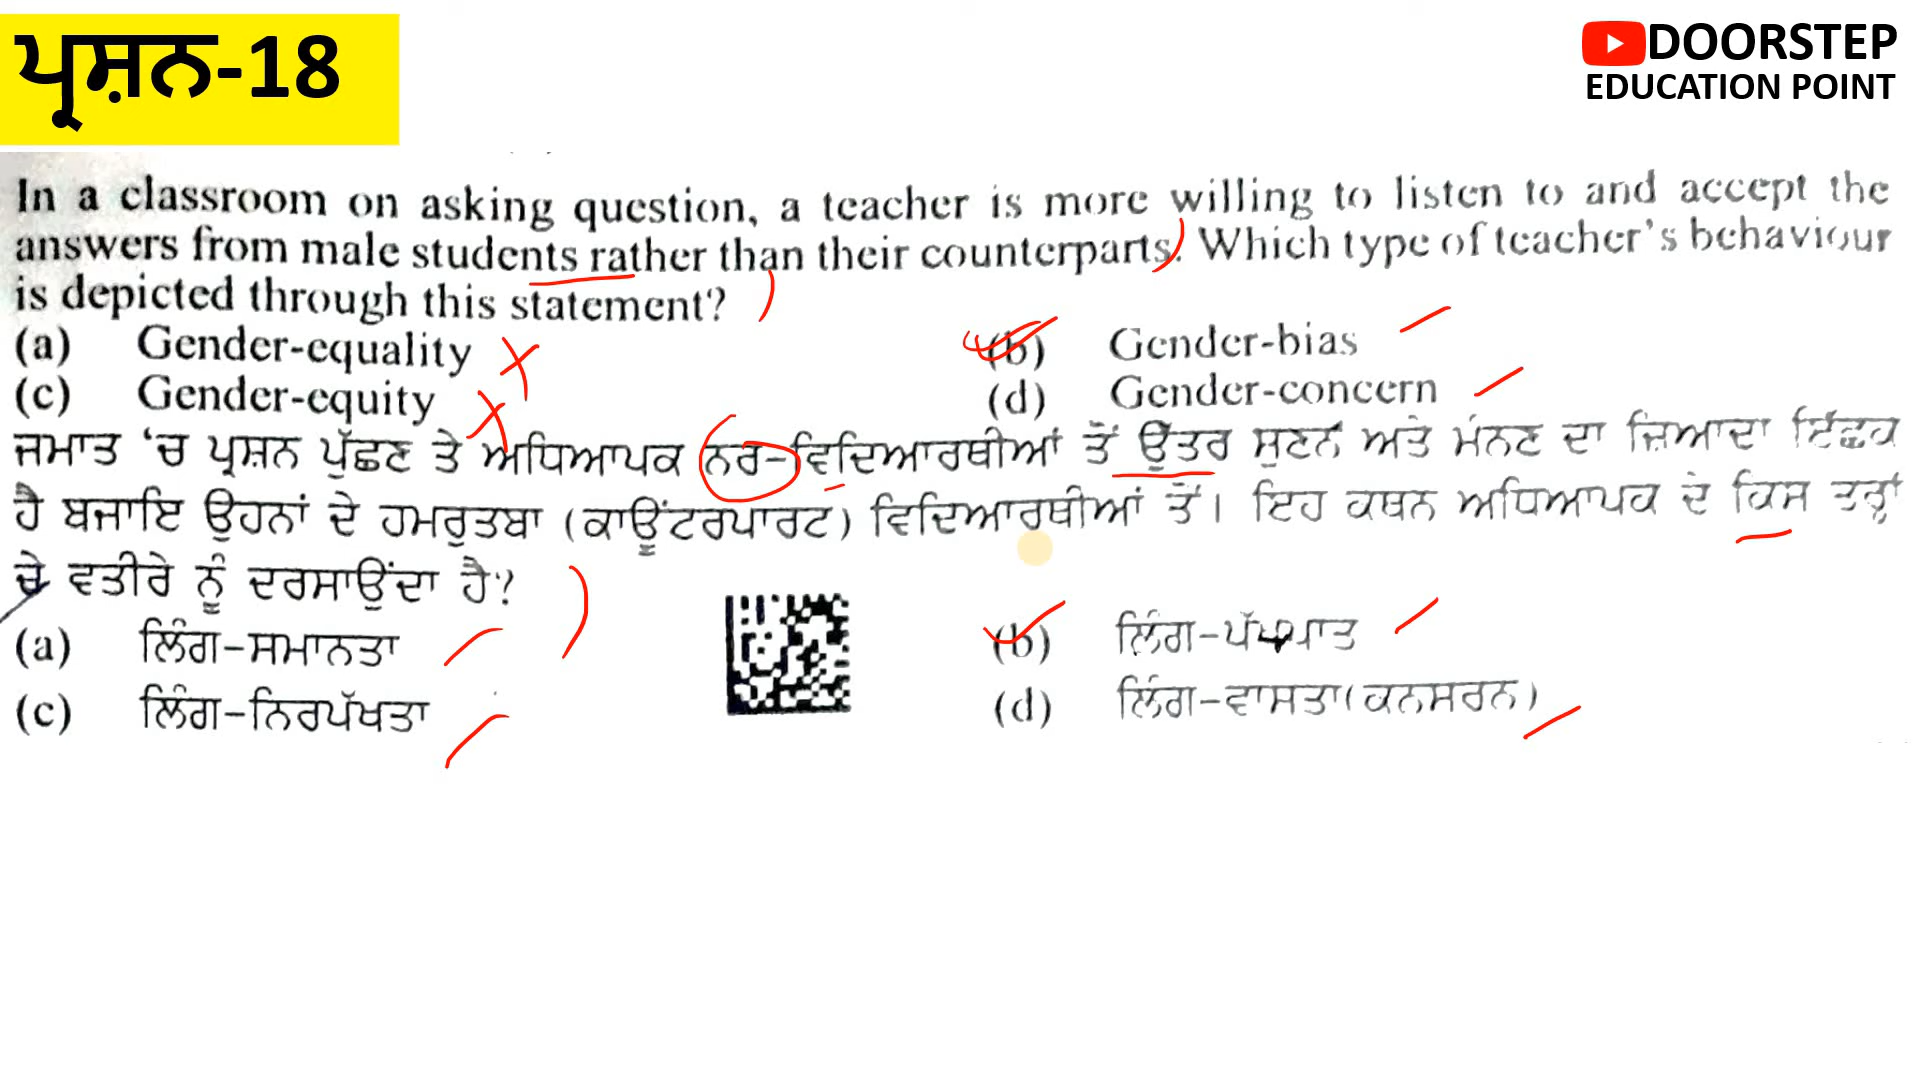 ਪ੍ਰਸ਼ਨ-18
DOORSTEP
EDUCATION POINT
In a classroom on asking question, a teacher is more willing to listen to and accept the
answers from male students rather than their counterparts. Which type of teacher's behaviour
is depicted through this statement?
(a) Gender-equality (b) Gender-bias
(c) Gender-equity (d) Gender-concern
ਜਮਾਤ 'ਚ ਪ੍ਰਸ਼ਨ ਪੁੱਛਣ ਤੇ ਅਧਿਆਪਕ ਨਰ-ਵਿਦਿਆਰਥੀਆਂ ਤੋਂ ਉੱਤਰ ਸੁਣਨ ਅਤੇ ਮੰਨਣ ਦਾ ਜ਼ਿਆਦਾ ਇੱਛਕ
ਹੈ ਬਜਾਇ ਉਹਨਾਂ ਦੇ ਹਮਰੁਤਬਾ (ਕਾਊਂਟਰਪਾਰਟ) ਵਿਦਿਆਰਥੀਆਂ ਤੋਂ। ਇਹ ਕਥਨ ਅਧਿਆਪਕ ਦੇ ਕਿਸ ਤਰ੍ਹਾਂ
ਦੇ ਵਤੀਰੇ ਨੂੰ ਦਰਸਾਉਂਦਾ ਹੈ?
(a) ਲਿੰਗ-ਸਮਾਨਤਾ (b) ਲਿੰਗ-ਪੱਖਪਾਤ
(c) ਲਿੰਗ-ਨਿਰਪੱਖਤਾ (d) ਲਿੰਗ-ਵਾਸਤਾ(ਕਨਸਰਨ)